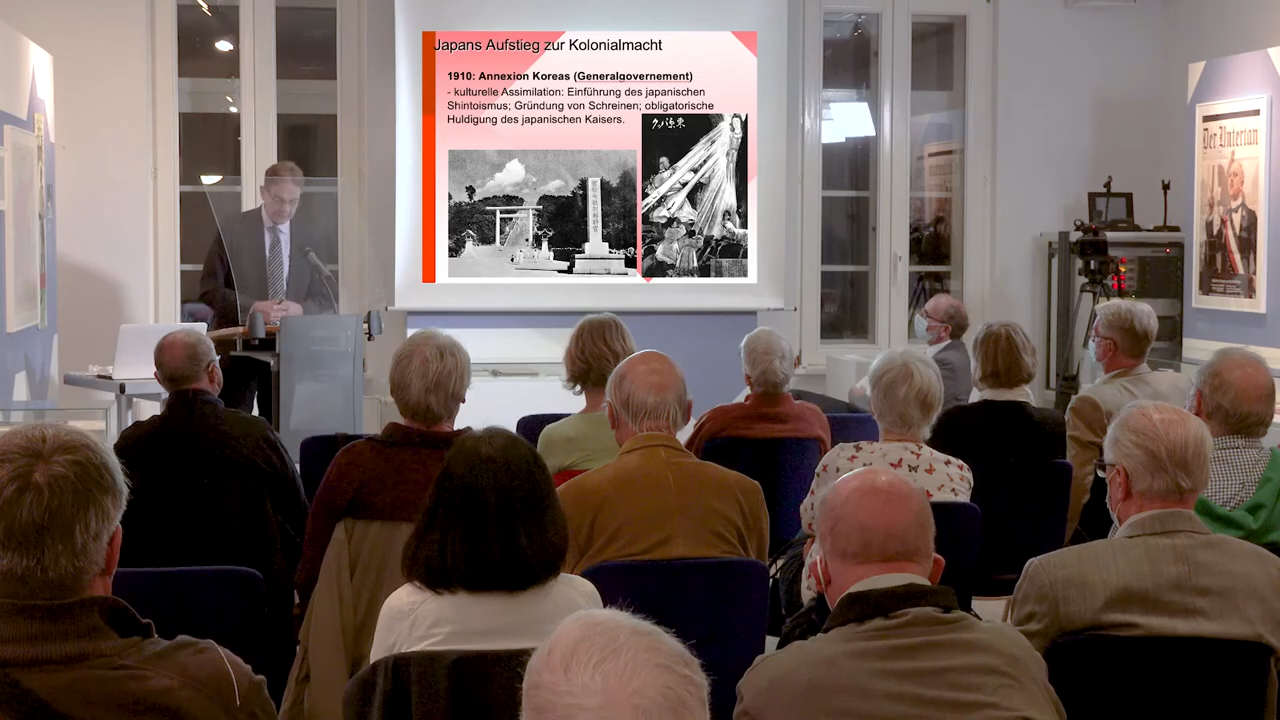 Japans Aufstieg zur Kolonialmacht
1910: Annexion Koreas (Generalgovernement)
- kulturelle Assimilation: Einführung des japanischen
Shintoismus; Gründung von Schreinen; obligatorische
Huldigung des japanischen Kaisers.
Der Untertan